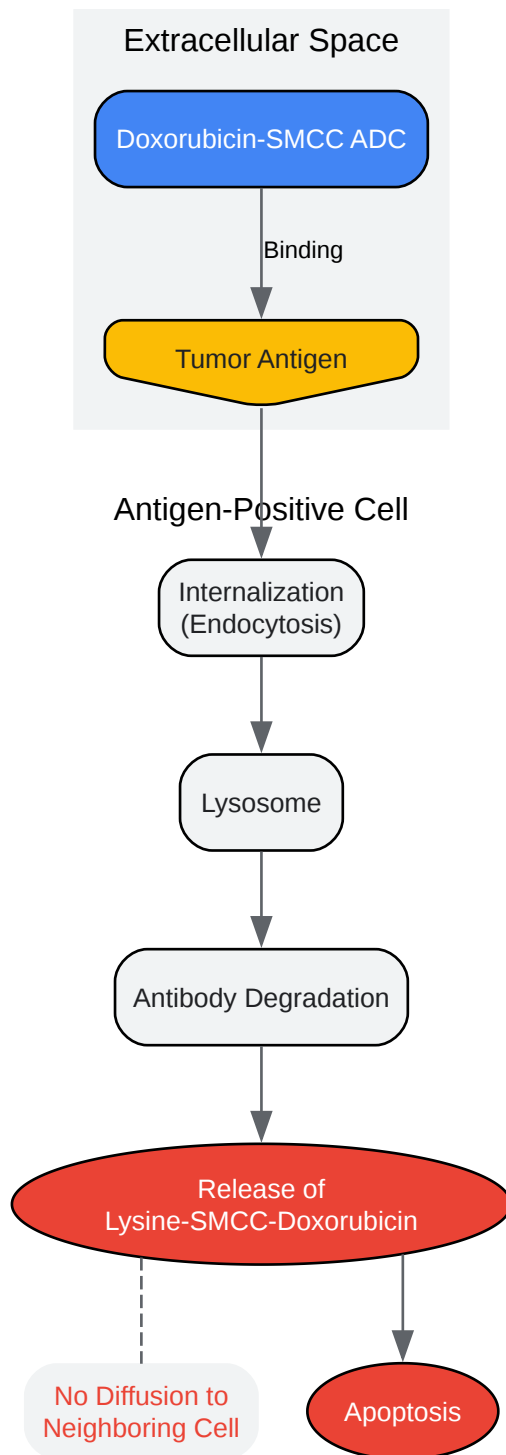 Extracellular Space
Doxorubicin-SMCC ADC
Binding
Tumor Antigen
Antigen-Positive Cell
Internalization
(Endocytosis)
Lysosome
Antibody Degradation
Release of
Lysine-SMCC-Doxorubicin
No Diffusion to
Neighboring Cell
Apoptosis